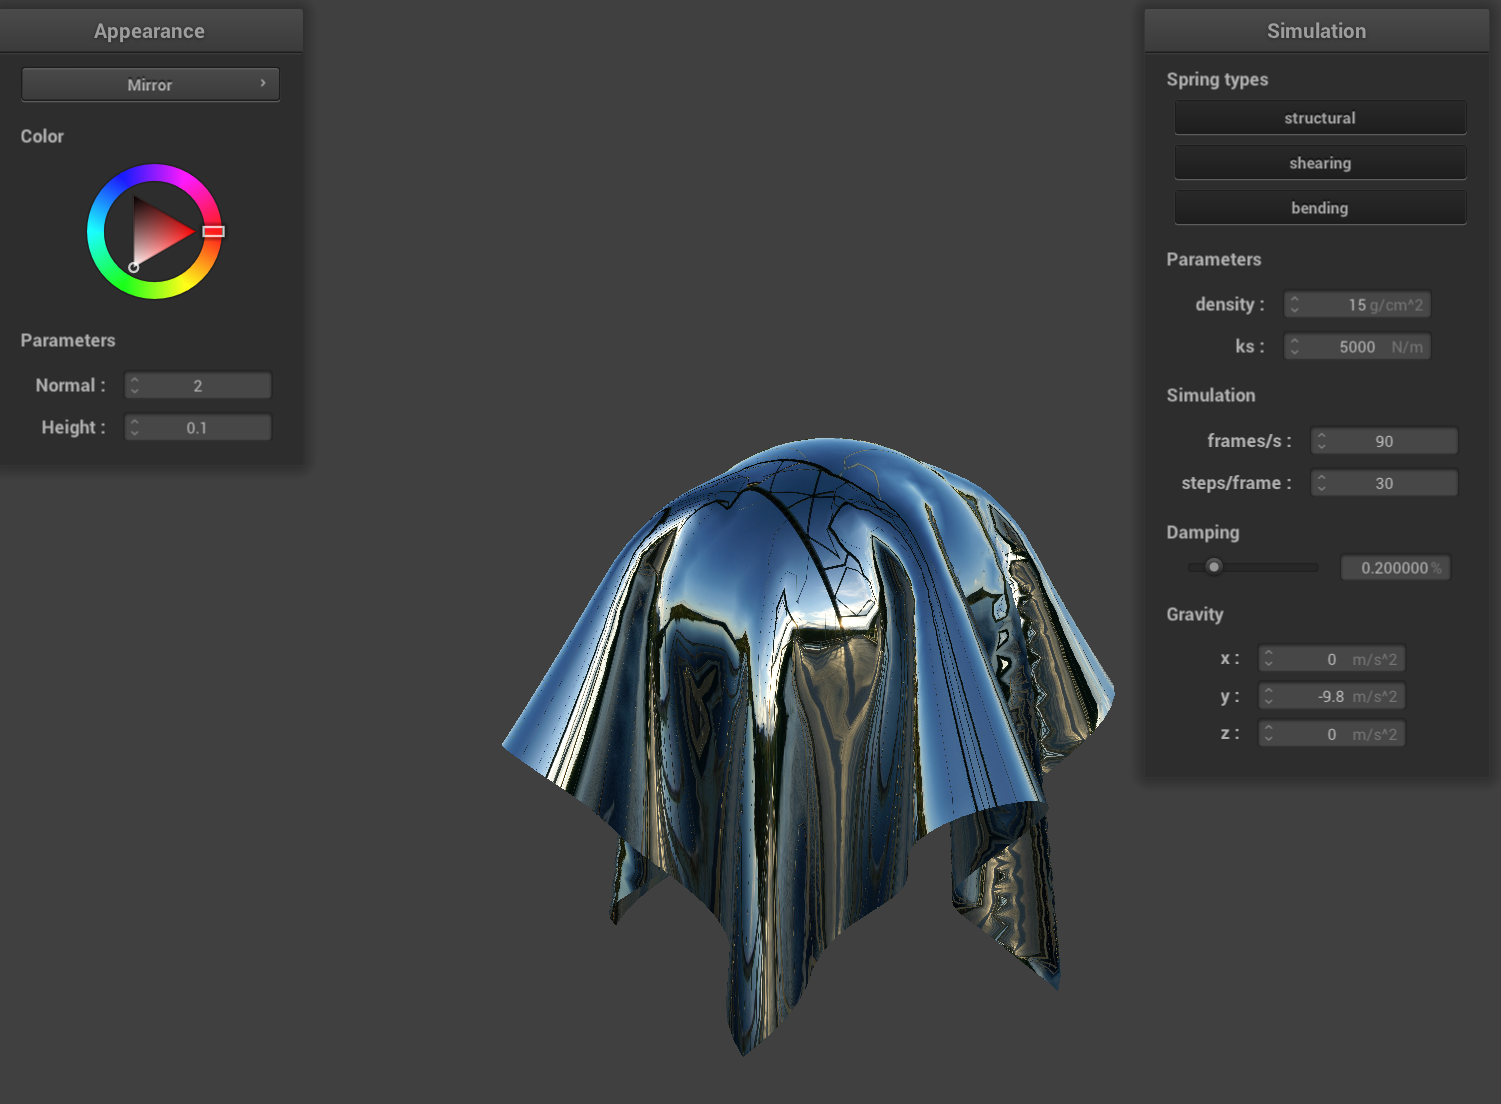 Appearance
Mirror
Color
Parameters
Normal : 2
Height : 0.1
Simulation
Spring types
structural
shearing
bending
Parameters
density : 15 g/cm^2
ks : 5000 N/m
Simulation
frames/s : 90
steps/frame : 30
Damping
0.200000 %
Gravity
x : 0 m/s^2
y : -9.8 m/s^2
z : 0 m/s^2